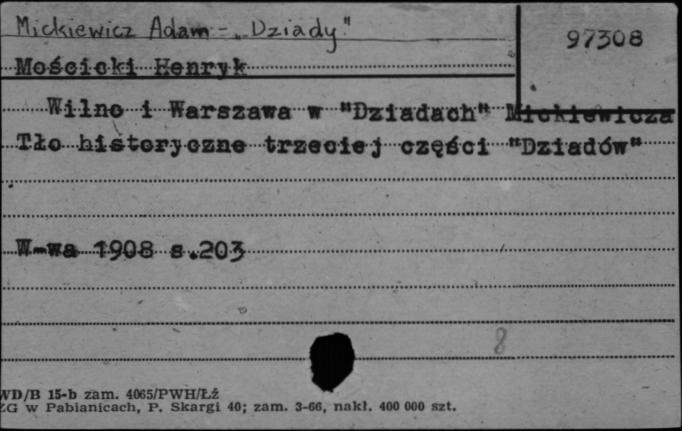 Mickiewicz Adam - "Dziady"
97308
Mościcki Henryk
Wilno i Warszawa w "Dziadach" Mickiewicza
Tło historyczne trzeciej części "Dziadów"
W-wa 1908 s.203
8
WD/B 15-b zam. 4065/PWH/Łź
ZG w Pabianicach, P. Skargi 40; zam. 3-66, nakł. 400 000 szt.